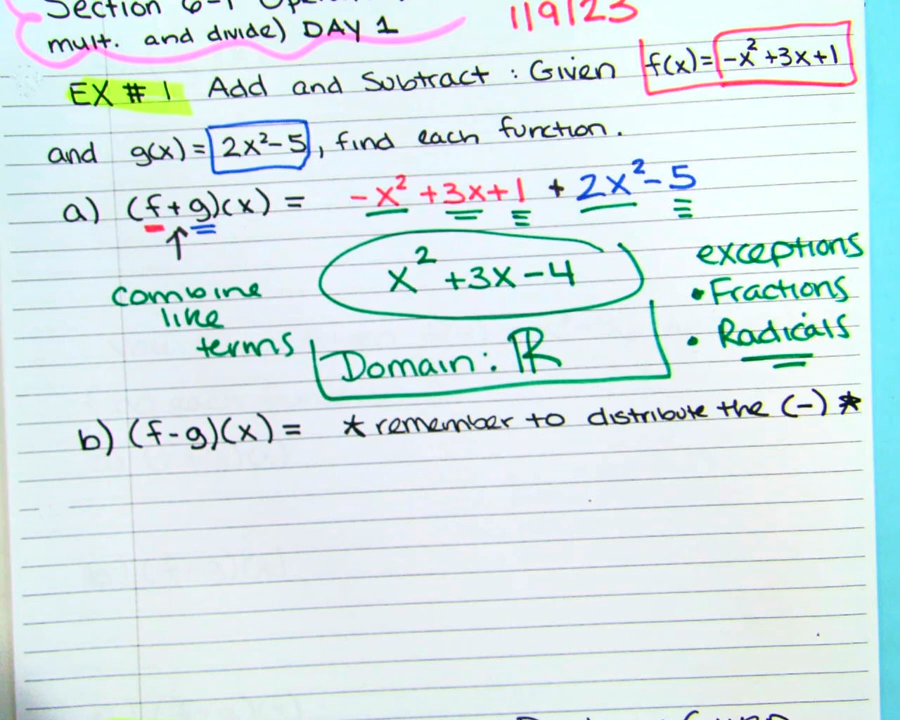 Section 6-1
mult. and divide) DAY 1
1/9/23
EX # 1 Add and Subtract : Given f(x)= -x² +3x+1
and g(x) = 2x²-5, find each function.
a) (f+g)(x) = -x² +3x+1 + 2x²-5
combine
like
terms
x² +3x-4
Domain: ℝ
exceptions
• Fractions
• Radicals
b) (f-g)(x) = * remember to distribute the (-) *